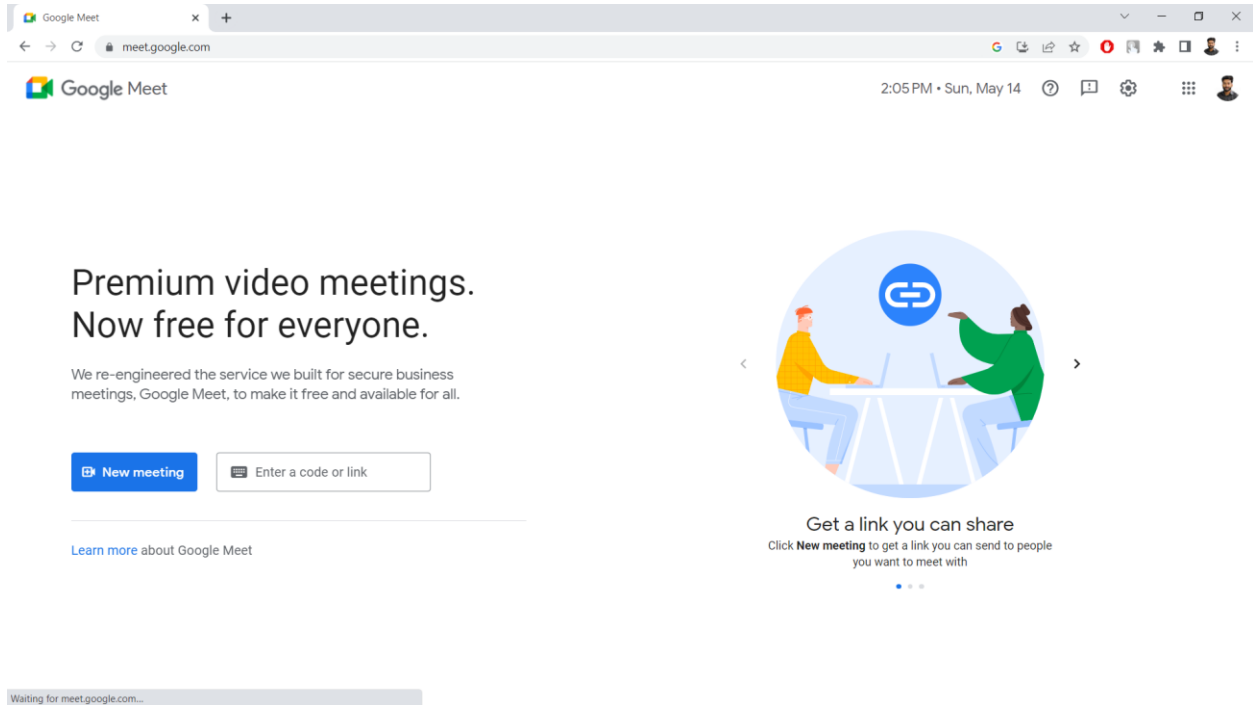 Google Meet
meet.google.com
Google Meet
2:05 PM • Sun, May 14
Premium video meetings.
Now free for everyone.
We re-engineered the service we built for secure business
meetings, Google Meet, to make it free and available for all.
New meeting
Enter a code or link
Learn more about Google Meet
Get a link you can share
Click New meeting to get a link you can send to people
you want to meet with
Waiting for meet.google.com...